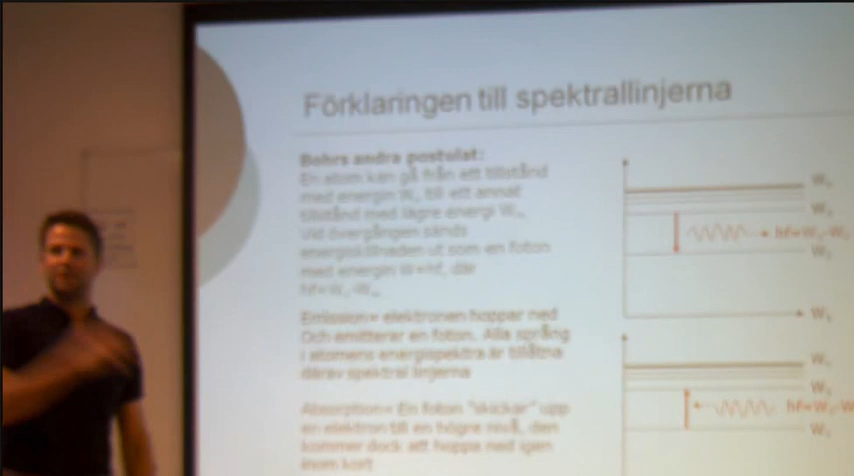 Förklaringen till spektrallinjerna
Bohrs andra postulat:
En atom kan gå från ett tillstånd
med energin till ett annat
tillstånd med lägre energi
Vid övergången sänds
energiskillnaden ut som en foton
med energin W=hf, där
Emission= elektronen hoppar ned
Och emitterar en foton. Alla språng
i atomens energispektra är tillåtna
därav spektral linjerna
Absorption= En foton "skickar" upp
en elektron till en högre nivå, den
kommer dock att hoppa ned igen
inom kort